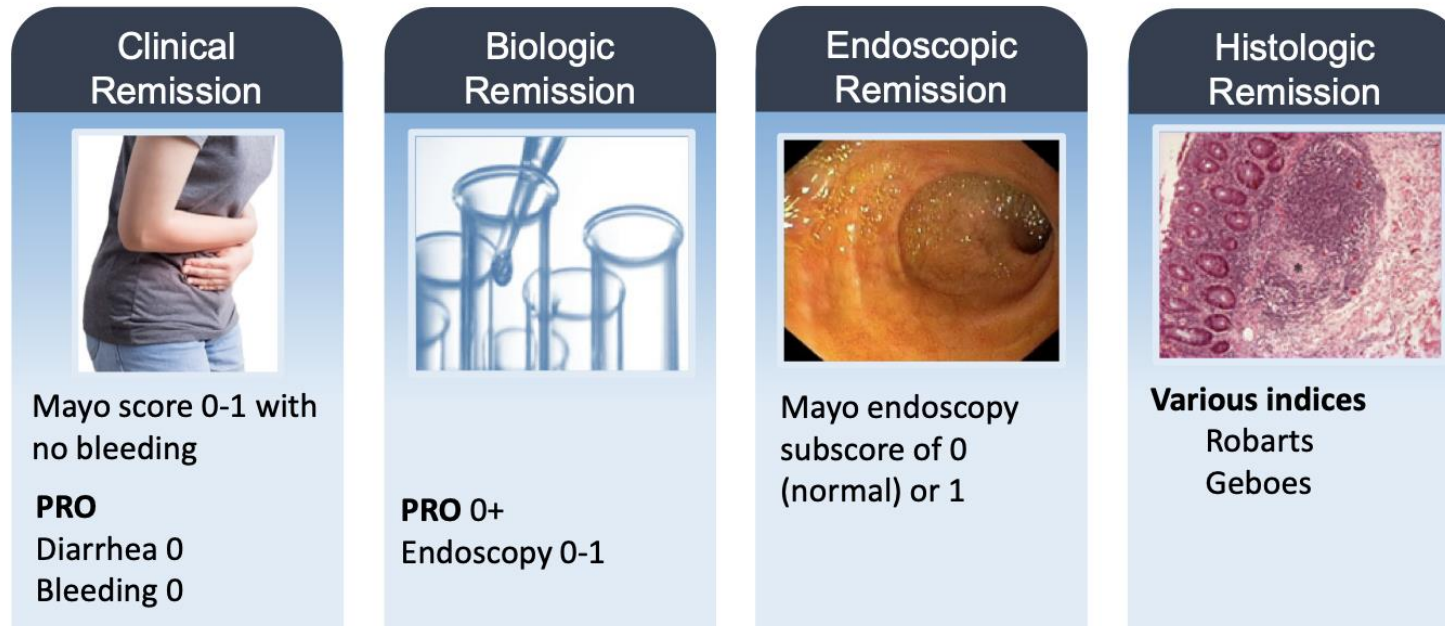 Clinical
Remission
Mayo score 0-1 with
no bleeding
PRO
Diarrhea 0
Bleeding 0
Biologic
Remission
PRO 0+
Endoscopy 0-1
Endoscopic
Remission
Mayo endoscopy
subscore of 0
(normal) or 1
Histologic
Remission
Various indices
Robarts
Geboes